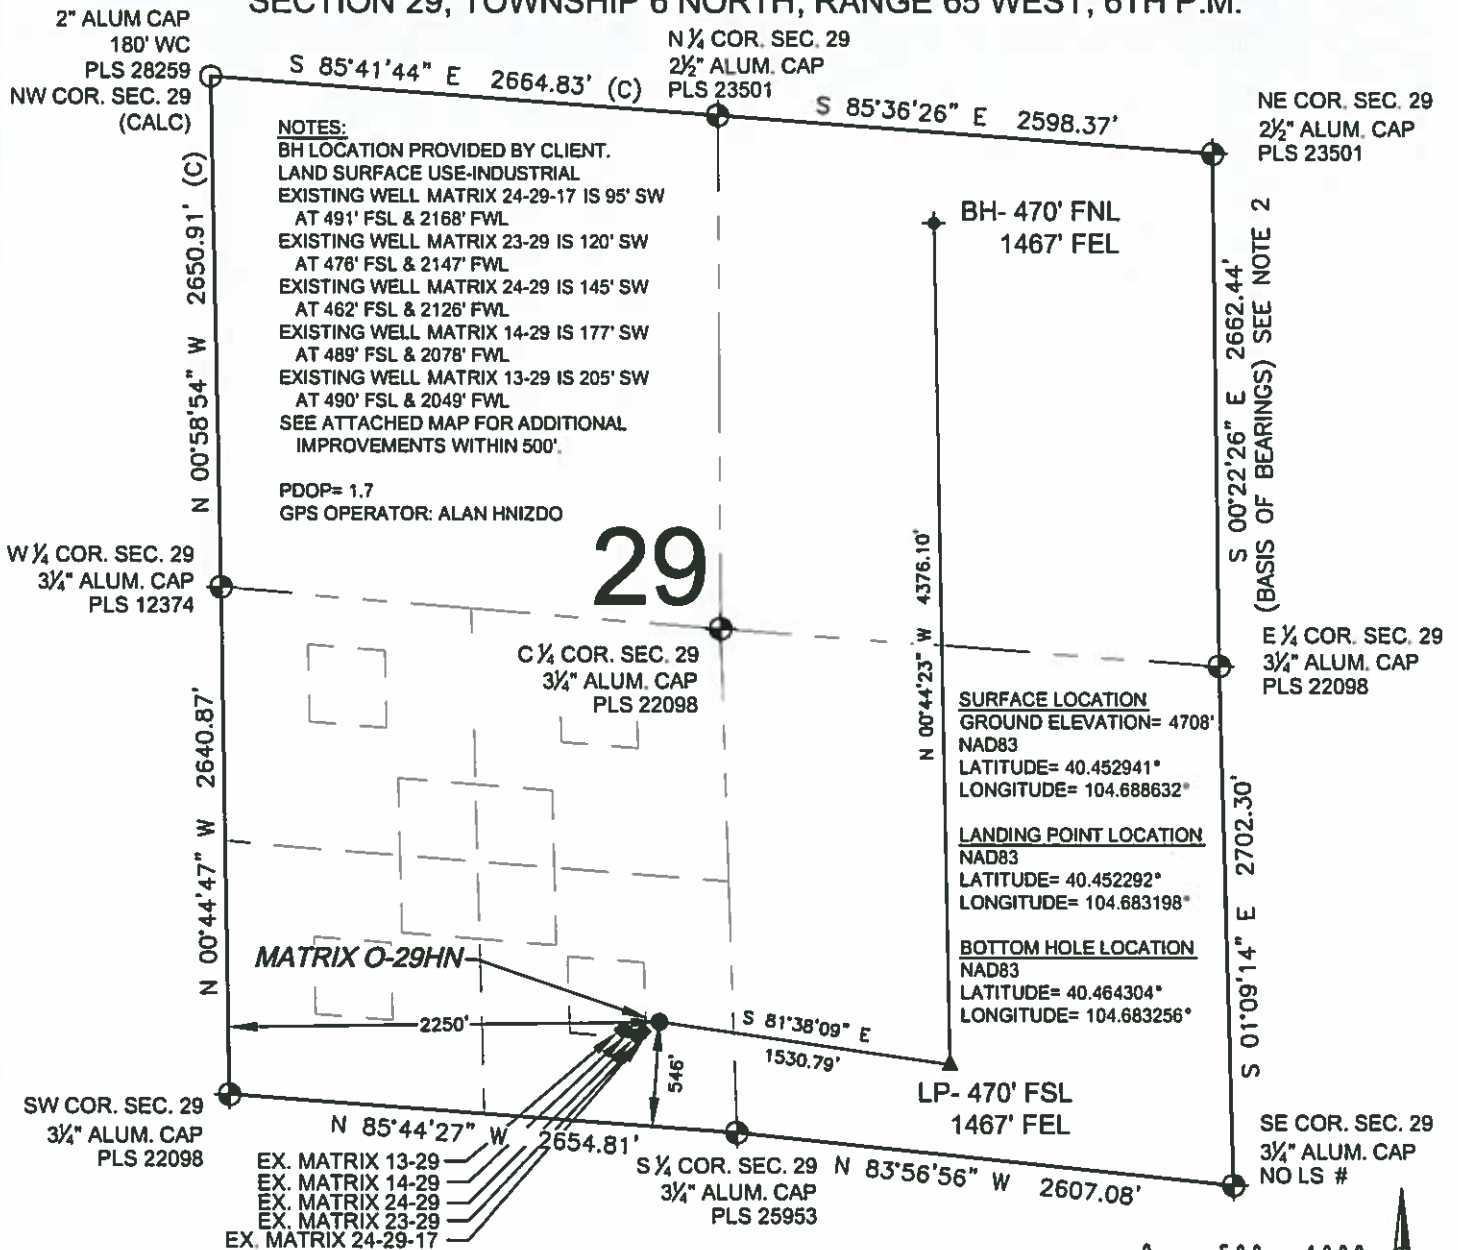 SECTION 29, TOWNSHIP 6 NORTH, RANGE 65 WEST, 6TH P.M.
2" ALUM CAP
180' WC
PLS 28259
NW COR. SEC. 29
(CALC)
S 85°41'44" E 2664.83' (C)
N ¼ COR. SEC. 29
2½" ALUM. CAP
PLS 23501
S 85°36'26" E 2598.37'
NE COR. SEC. 29
2½" ALUM. CAP
PLS 23501
NOTES:
BH LOCATION PROVIDED BY CLIENT.
LAND SURFACE USE-INDUSTRIAL
EXISTING WELL MATRIX 24-29-17 IS 95' SW
AT 491' FSL & 2168' FWL
EXISTING WELL MATRIX 23-29 IS 120' SW
AT 476' FSL & 2147' FWL
EXISTING WELL MATRIX 24-29 IS 145' SW
AT 462' FSL & 2126' FWL
EXISTING WELL MATRIX 14-29 IS 177' SW
AT 489' FSL & 2078' FWL
EXISTING WELL MATRIX 13-29 IS 205' SW
AT 490' FSL & 2049' FWL
SEE ATTACHED MAP FOR ADDITIONAL
IMPROVEMENTS WITHIN 500'.
PDOP= 1.7
GPS OPERATOR: ALAN HNIZDO
N 00°58'54" W 2650.91' (C)
BH- 470' FNL
1467' FEL
S 00°22'26" E 2662.44'
(BASIS OF BEARINGS) SEE NOTE 2
29
W ¼ COR. SEC. 29
3¼" ALUM. CAP
PLS 12374
C ¼ COR. SEC. 29
3¼" ALUM. CAP
PLS 22098
N 00°44'23" W 4376.10'
E ¼ COR. SEC. 29
3¼" ALUM. CAP
PLS 22098
SURFACE LOCATION
GROUND ELEVATION= 4708'
NAD83
LATITUDE= 40.452941°
LONGITUDE= 104.688632°
LANDING POINT LOCATION
NAD83
LATITUDE= 40.452292°
LONGITUDE= 104.683198°
BOTTOM HOLE LOCATION
NAD83
LATITUDE= 40.464304°
LONGITUDE= 104.683256°
N 00°44'47" W 2640.87'
S 01°09'14" E 2702.30'
MATRIX O-29HN
2250'
546'
S 81°38'09" E
1530.79'
LP- 470' FSL
1467' FEL
SW COR. SEC. 29
3¼" ALUM. CAP
PLS 22098
N 85°44'27" W 2654.81'
EX. MATRIX 13-29
EX. MATRIX 14-29
EX. MATRIX 24-29
EX. MATRIX 23-29
EX. MATRIX 24-29-17
S ¼ COR. SEC. 29
3¼" ALUM. CAP
PLS 25953
N 83°56'56" W 2607.08'
SE COR. SEC. 29
3¼" ALUM. CAP
NO LS #